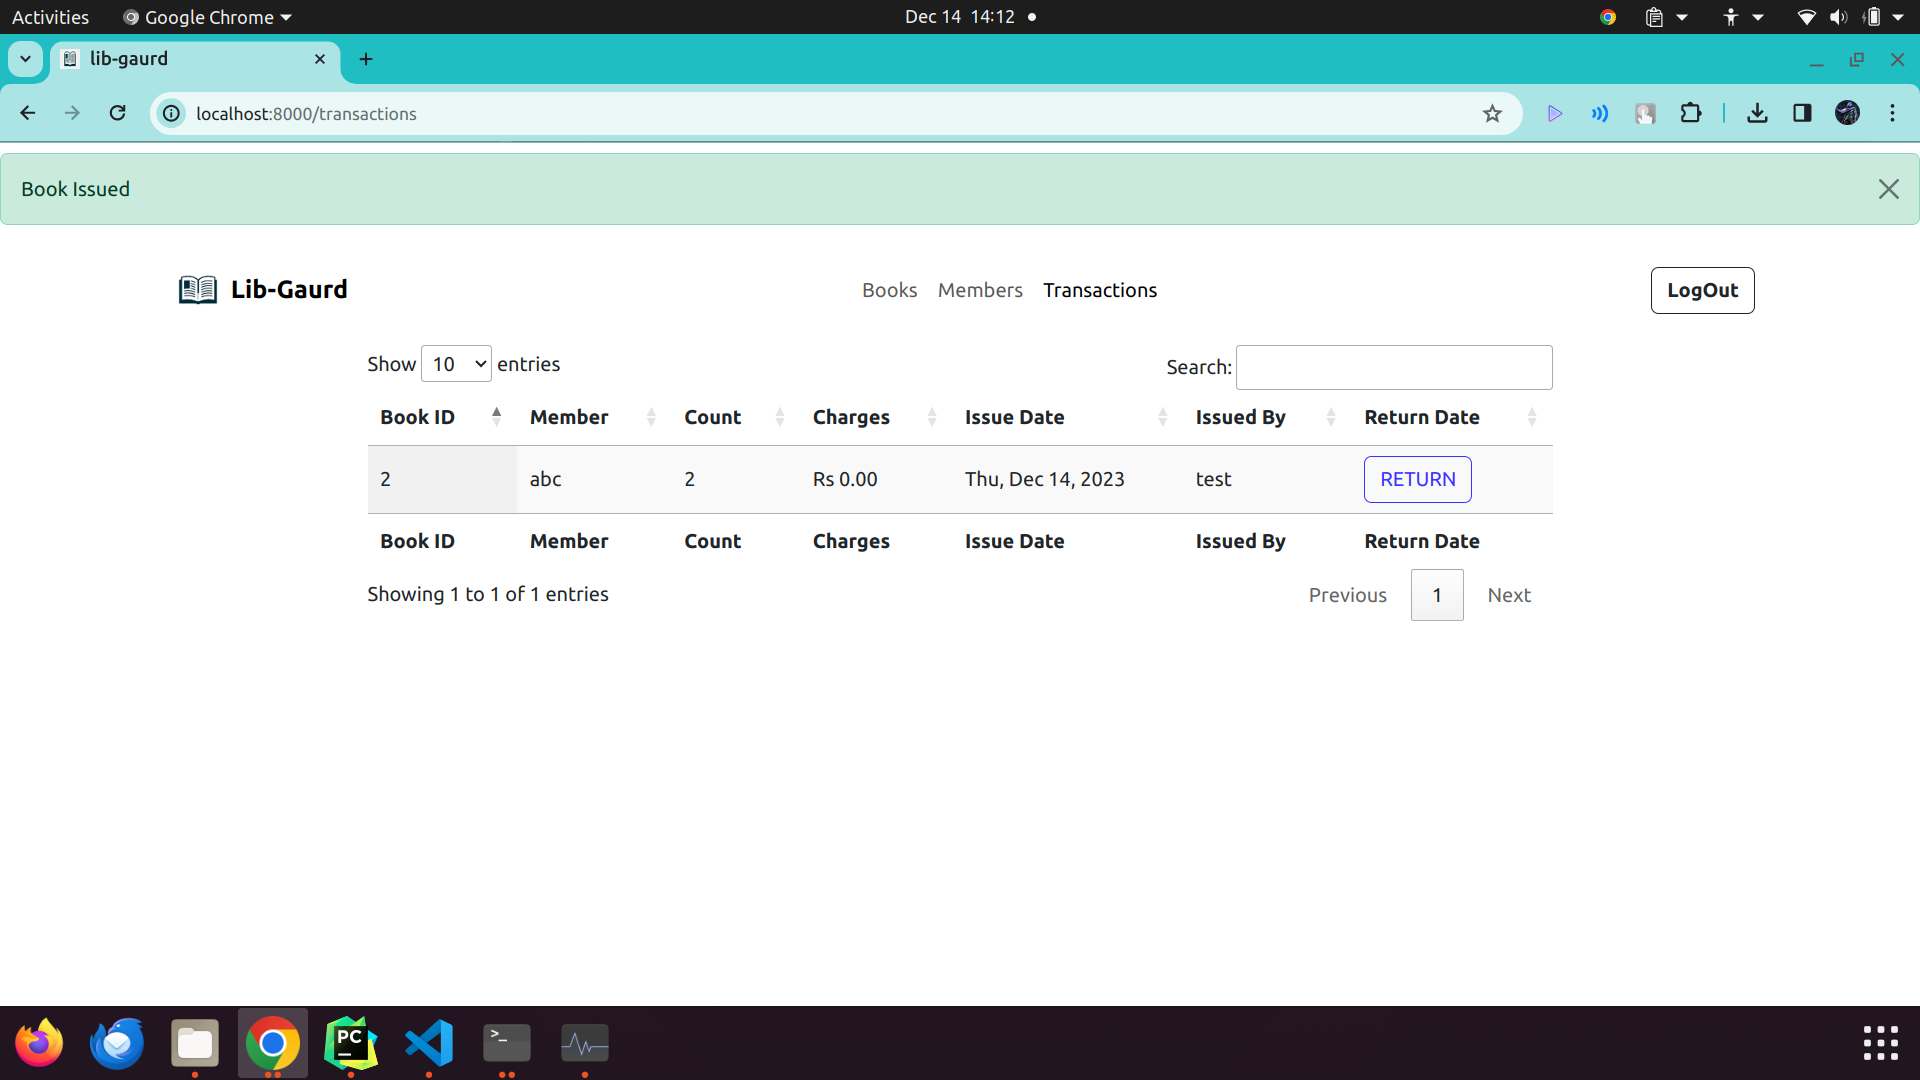 Activities Google Chrome Dec 14 14:12
lib-gaurd
localhost:8000/transactions
Book Issued
Lib-Gaurd Books Members Transactions LogOut
Show 10 entries Search:
Book ID Member Count Charges Issue Date Issued By Return Date
2 abc 2 Rs 0.00 Thu, Dec 14, 2023 test RETURN
Book ID Member Count Charges Issue Date Issued By Return Date
Showing 1 to 1 of 1 entries Previous 1 Next
PC
>_